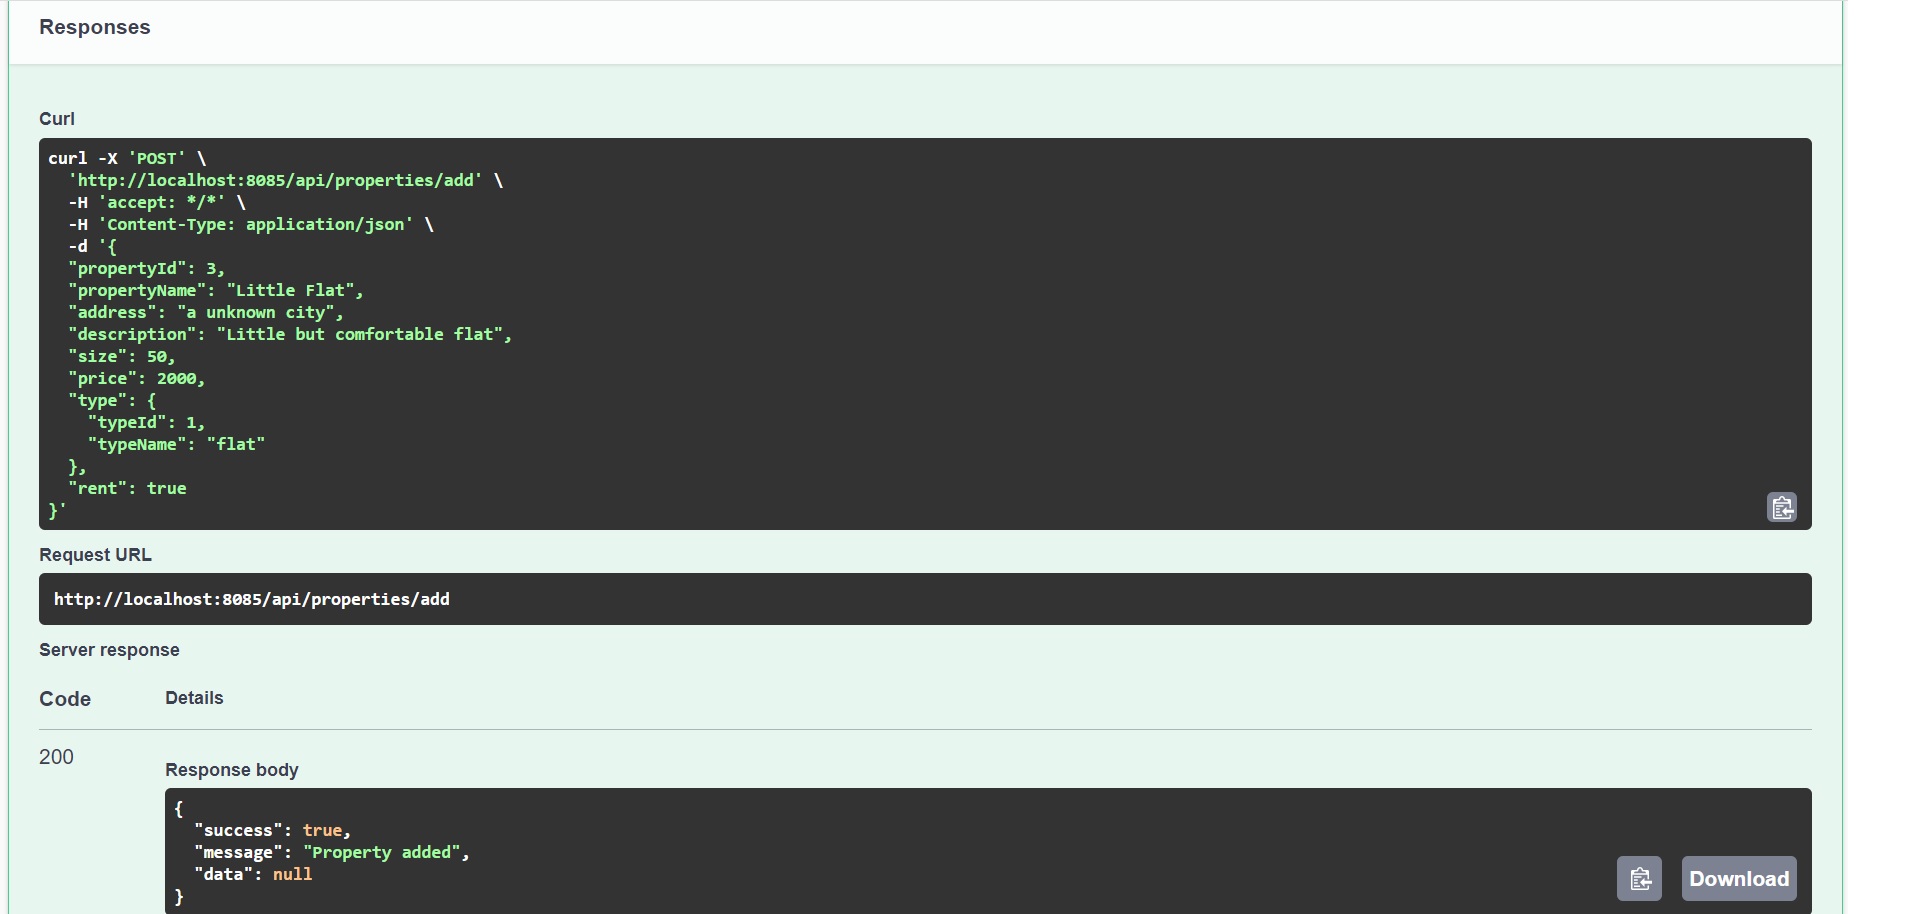 Responses
Curl
curl -X 'POST' \
  'http://localhost:8085/api/properties/add' \
  -H 'accept: */*' \
  -H 'Content-Type: application/json' \
  -d '{
  "propertyId": 3,
  "propertyName": "Little Flat",
  "address": "a unknown city",
  "description": "Little but comfortable flat",
  "size": 50,
  "price": 2000,
  "type": {
    "typeId": 1,
    "typeName": "flat"
  },
  "rent": true
}'
Request URL
http://localhost:8085/api/properties/add
Server response
Code Details
200
Response body
{
  "success": true,
  "message": "Property added",
  "data": null
}
Download